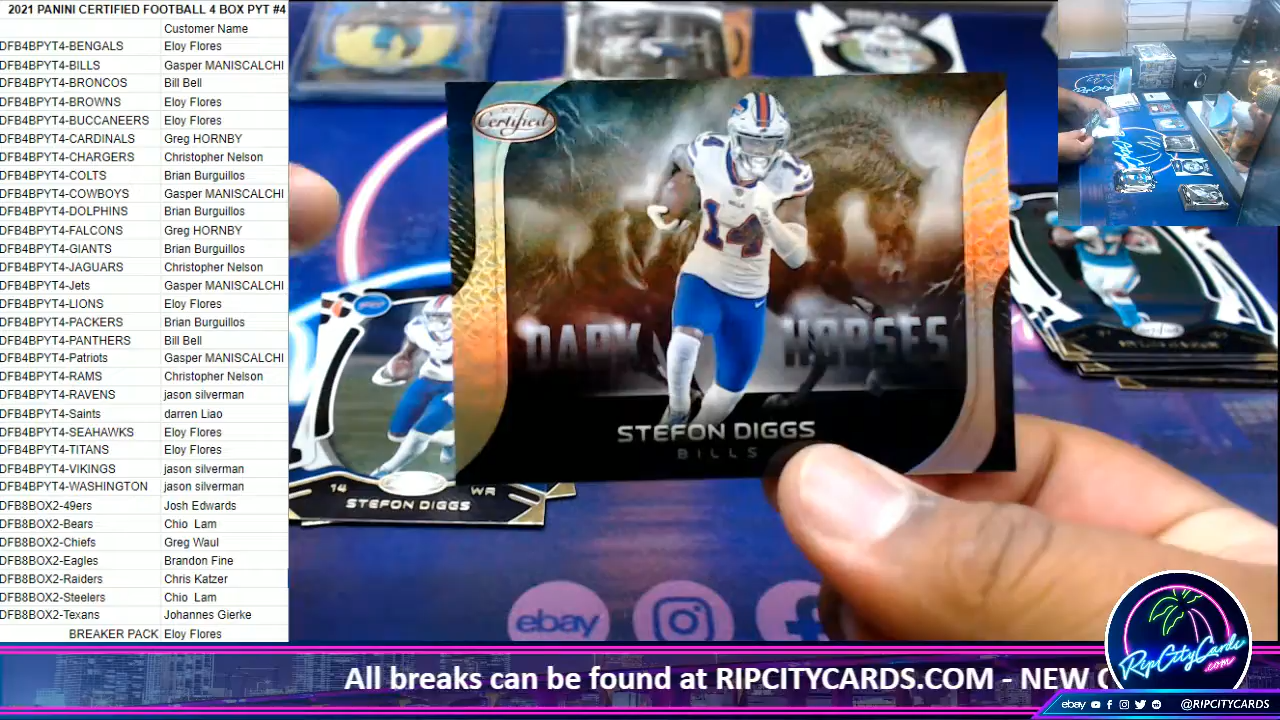 2021 PANINI CERTIFIED FOOTBALL 4 BOX PYT #4
Customer Name
DFB4BPYT4-BENGALS Eloy Flores
DFB4BPYT4-BILLS Gasper MANISCALCHI
DFB4BPYT4-BRONCOS Bill Bell
DFB4BPYT4-BROWNS Eloy Flores
DFB4BPYT4-BUCCANEERS Eloy Flores
DFB4BPYT4-CARDINALS Greg HORNBY
DFB4BPYT4-CHARGERS Christopher Nelson
DFB4BPYT4-COLTS Brian Burguillos
DFB4BPYT4-COWBOYS Gasper MANISCALCHI
DFB4BPYT4-DOLPHINS Brian Burguillos
DFB4BPYT4-FALCONS Greg HORNBY
DFB4BPYT4-GIANTS Brian Burguillos
DFB4BPYT4-JAGUARS Christopher Nelson
DFB4BPYT4-Jets Gasper MANISCALCHI
DFB4BPYT4-LIONS Eloy Flores
DFB4BPYT4-PACKERS Brian Burguillos
DFB4BPYT4-PANTHERS Bill Bell
DFB4BPYT4-Patriots Gasper MANISCALCHI
DFB4BPYT4-RAMS Christopher Nelson
DFB4BPYT4-RAVENS jason silverman
DFB4BPYT4-Saints darren Liao
DFB4BPYT4-SEAHAWKS Eloy Flores
DFB4BPYT4-TITANS Eloy Flores
DFB4BPYT4-VIKINGS jason silverman
DFB4BPYT4-WASHINGTON jason silverman
DFB8BOX2-49ers Josh Edwards
DFB8BOX2-Bears Chio Lam
DFB8BOX2-Chiefs Greg Waul
DFB8BOX2-Eagles Brandon Fine
DFB8BOX2-Raiders Chris Katzer
DFB8BOX2-Steelers Chio Lam
DFB8BOX2-Texans Johannes Gierke
BREAKER PACK Eloy Flores
Certified
14
14
DARK HORSES
STEFON DIGGS
BILLS
14 WR
STEFON DIGGS
ebay
RipCityCards
.com
All breaks can be found at RIPCITYCARDS.COM - NEW
ebay @RIPCITYCARDS